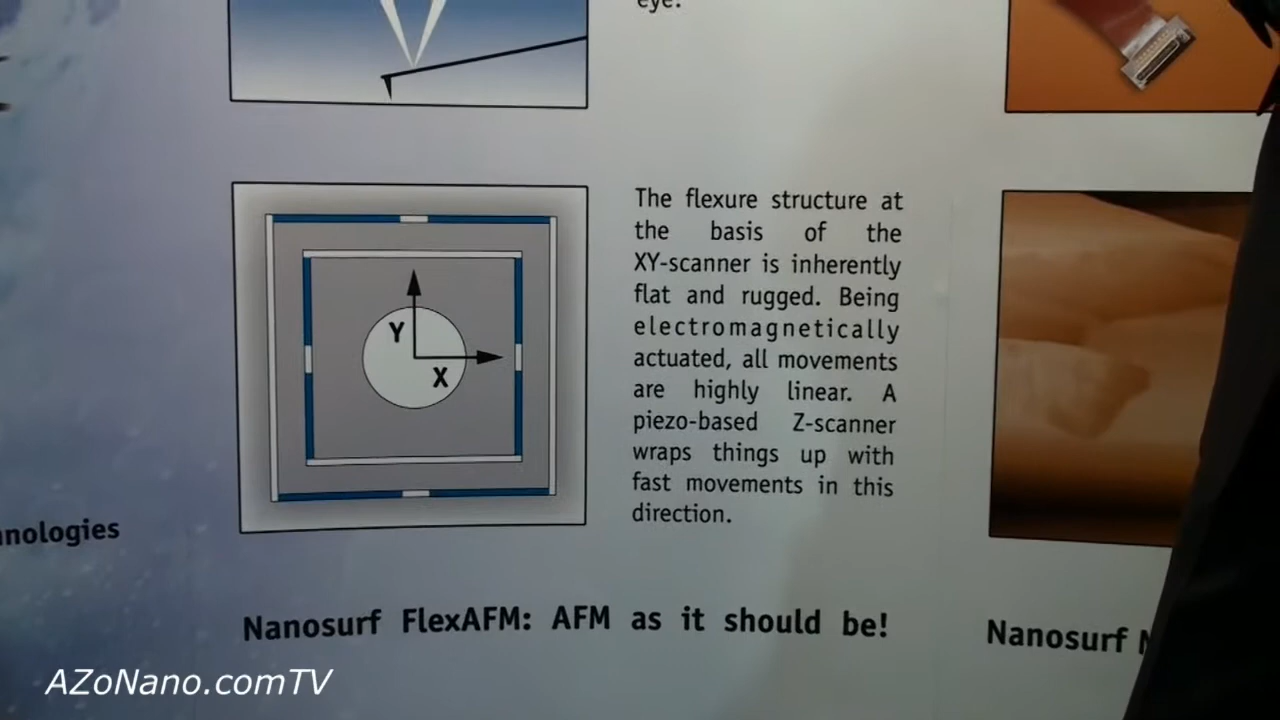 eye.
The flexure structure at
the basis of the
XY-scanner is inherently
flat and rugged. Being
electromagnetically
actuated, all movements
are highly linear. A
piezo-based Z-scanner
wraps things up with
fast movements in this
direction.
Y
X
nologies
Nanosurf FlexAFM: AFM as it should be!
Nanosurf
AZoNano.comTV